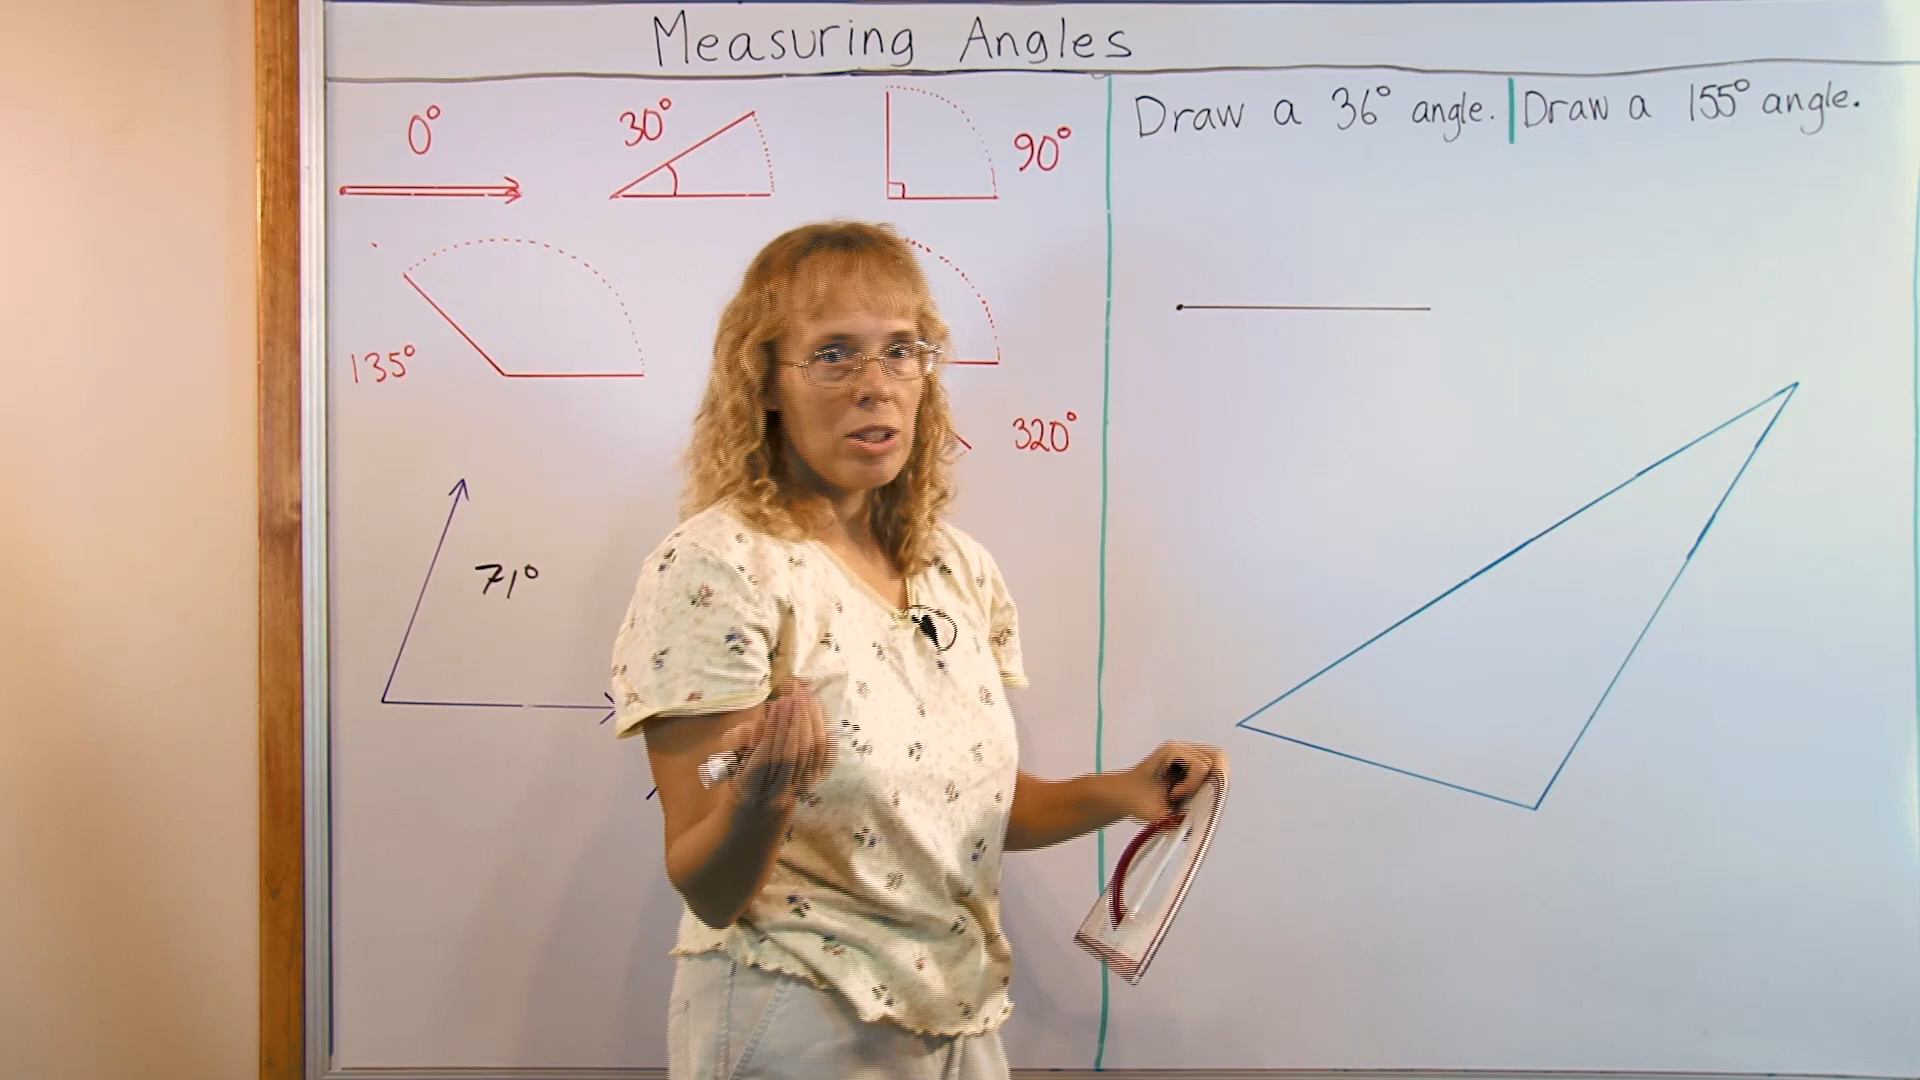 Measuring Angles
0°
30°
90°
135°
320°
71°
Draw a 36° angle.
Draw a 155° angle.